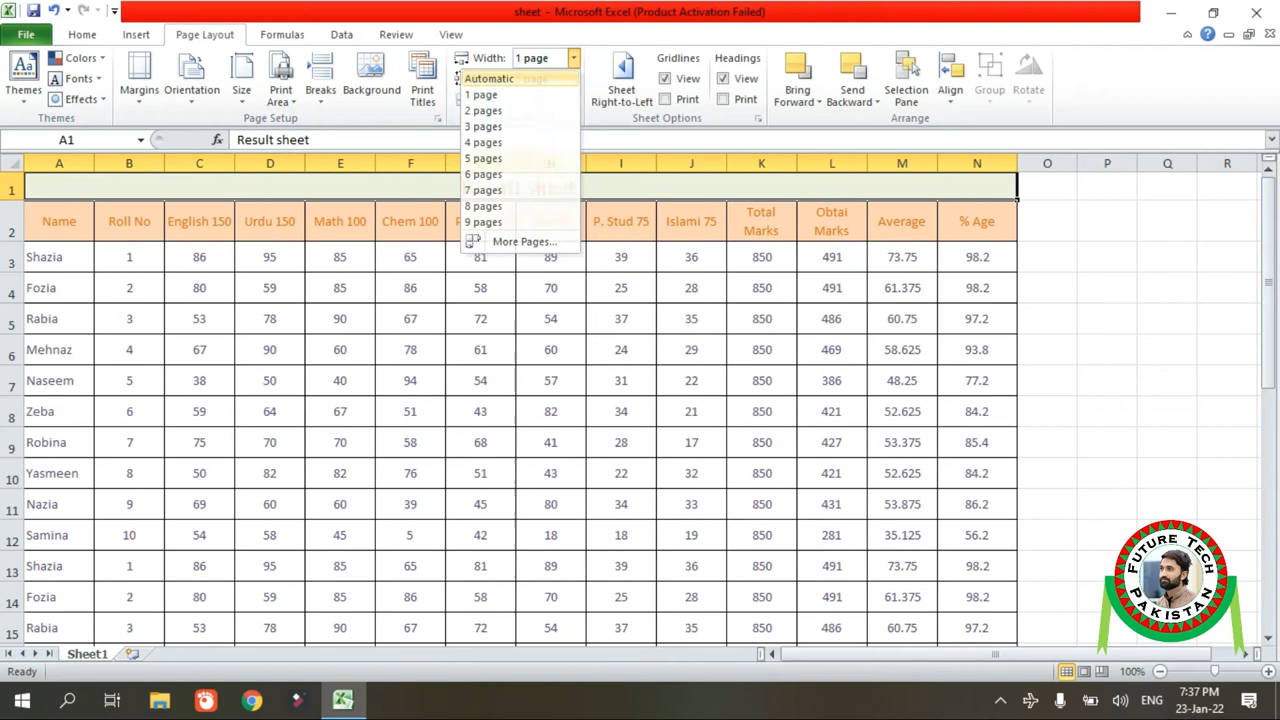 sheet - Microsoft Excel (Product Activation Failed)
File Home Insert Page Layout Formulas Data Review View
Themes
Colors
Fonts
Effects
Themes
Margins
Orientation
Size
Print Area
Breaks
Background
Print Titles
Page Setup
Width: 1 page
Automatic
1 page
2 pages
3 pages
4 pages
5 pages
6 pages
7 pages
8 pages
9 pages
More Pages...
Sheet Right-to-Left
Gridlines
View
Print
Headings
View
Print
Sheet Options
Bring Forward
Send Backward
Selection Pane
Align
Group
Rotate
Arrange
A1 fx Result sheet
A B C D E F H I J K L M N O P Q R
1
2 Name Roll No English 150 Urdu 150 Math 100 Chem 100 P. Stud 75 Islami 75 Total Marks Obtai Marks Average % Age
3 Shazia 1 86 95 85 65 81 89 39 36 850 491 73.75 98.2
4 Fozia 2 80 59 85 86 58 70 25 28 850 491 61.375 98.2
5 Rabia 3 53 78 90 67 72 54 37 35 850 486 60.75 97.2
6 Mehnaz 4 67 90 60 78 61 60 24 29 850 469 58.625 93.8
7 Naseem 5 38 50 40 94 54 57 31 22 850 386 48.25 77.2
8 Zeba 6 59 64 67 51 43 82 34 21 850 421 52.625 84.2
9 Robina 7 75 70 70 58 68 41 28 17 850 427 53.375 85.4
10 Yasmeen 8 50 82 82 76 51 43 22 32 850 421 52.625 84.2
11 Nazia 9 69 60 60 39 45 80 34 33 850 431 53.875 86.2
12 Samina 10 54 58 45 5 42 18 18 19 850 281 35.125 56.2
13 Shazia 1 86 95 85 65 81 89 39 36 850 491 73.75 98.2
14 Fozia 2 80 59 85 86 58 70 25 28 850 491 61.375 98.2
15 Rabia 3 53 78 90 67 72 54 37 35 850 486 60.75 97.2
FUTURE TECH
PAKISTAN
Sheet1
Ready 100%
ENG
7:37 PM
23-Jan-22